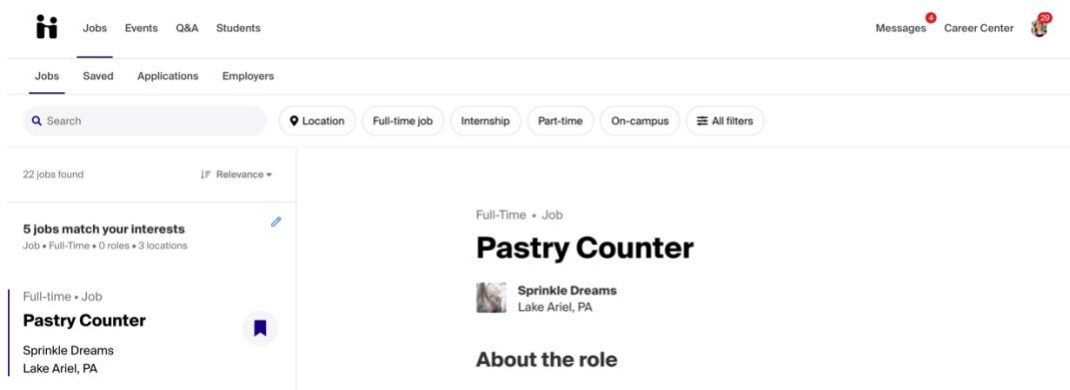 Jobs Events Q&A Students Messages 4 Career Center 29
Jobs Saved Applications Employers
Search Location Full-time job Internship Part-time On-campus All filters
22 jobs found Relevance
5 jobs match your interests
Job • Full-Time • 0 roles • 3 locations
Full-time • Job
Pastry Counter
Sprinkle Dreams
Lake Ariel, PA
Full-Time • Job
Pastry Counter
Sprinkle Dreams
Lake Ariel, PA
About the role